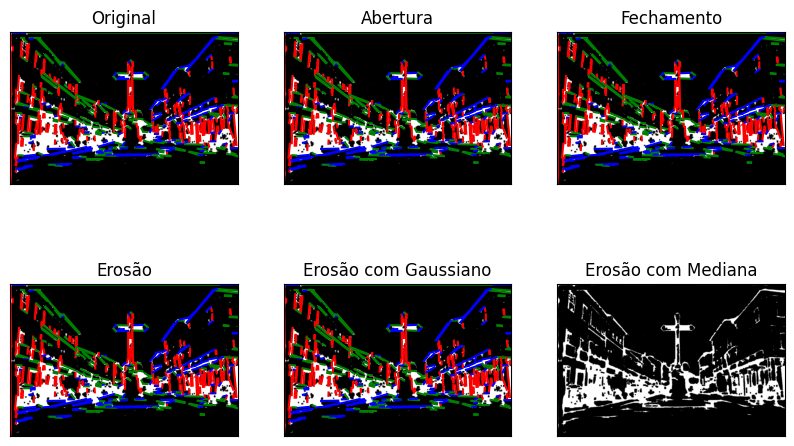 Original
Abertura
Fechamento
Erosão
Erosão com Gaussiano
Erosão com Mediana